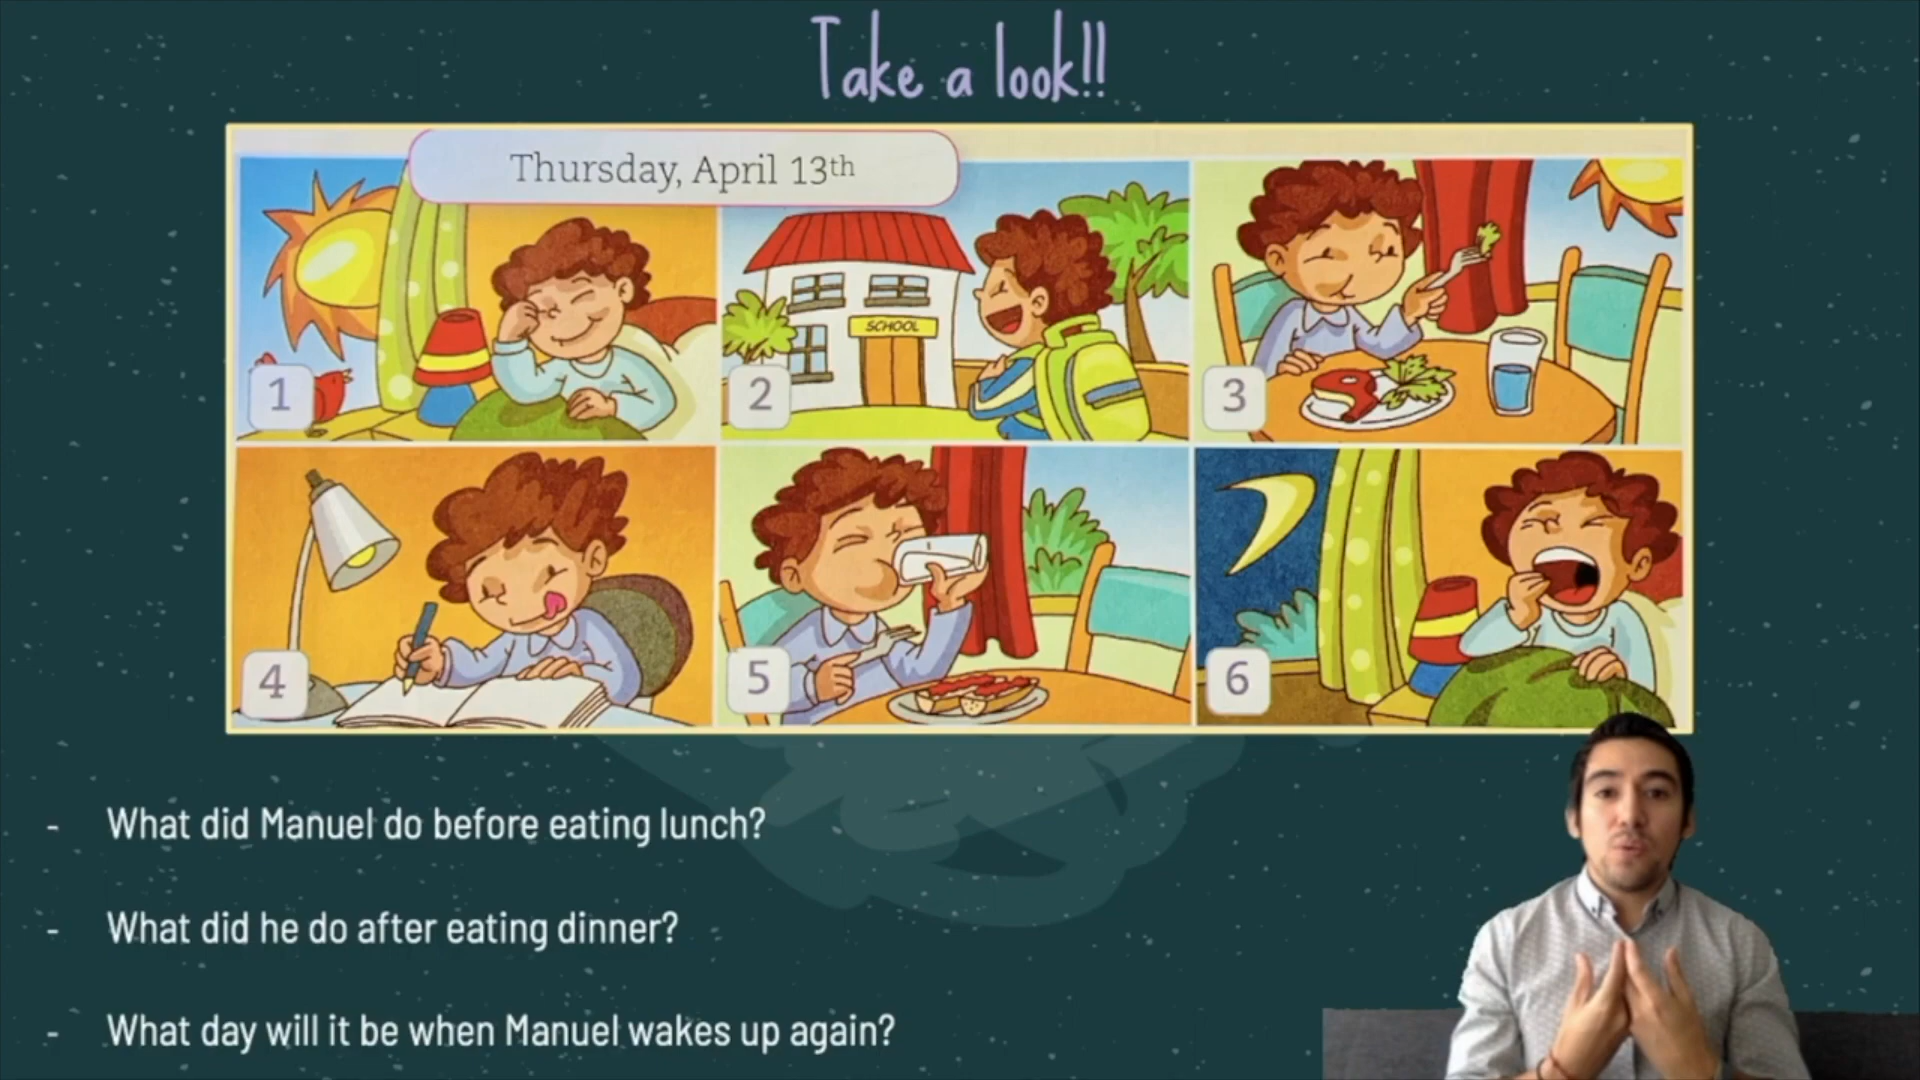 Take a look!!
Thursday, April 13th
SCHOOL
1
2
3
4
5
6
- What did Manuel do before eating lunch?
- What did he do after eating dinner?
- What day will it be when Manuel wakes up again?